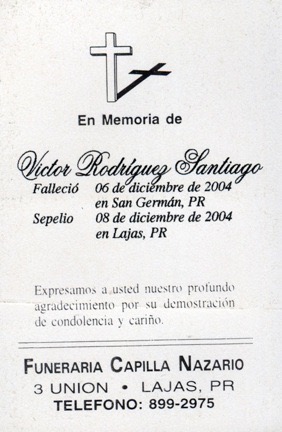 En Memoria de
Víctor Rodríguez Santiago
Falleció 06 de diciembre de 2004
en San Germán, PR
Sepelio 08 de diciembre de 2004
en Lajas, PR
Expresamos a usted nuestro profundo
agradecimiento por su demostración
de condolencia y cariño.
FUNERARIA CAPILLA NAZARIO
3 UNION • LAJAS, PR
TELEFONO: 899-2975